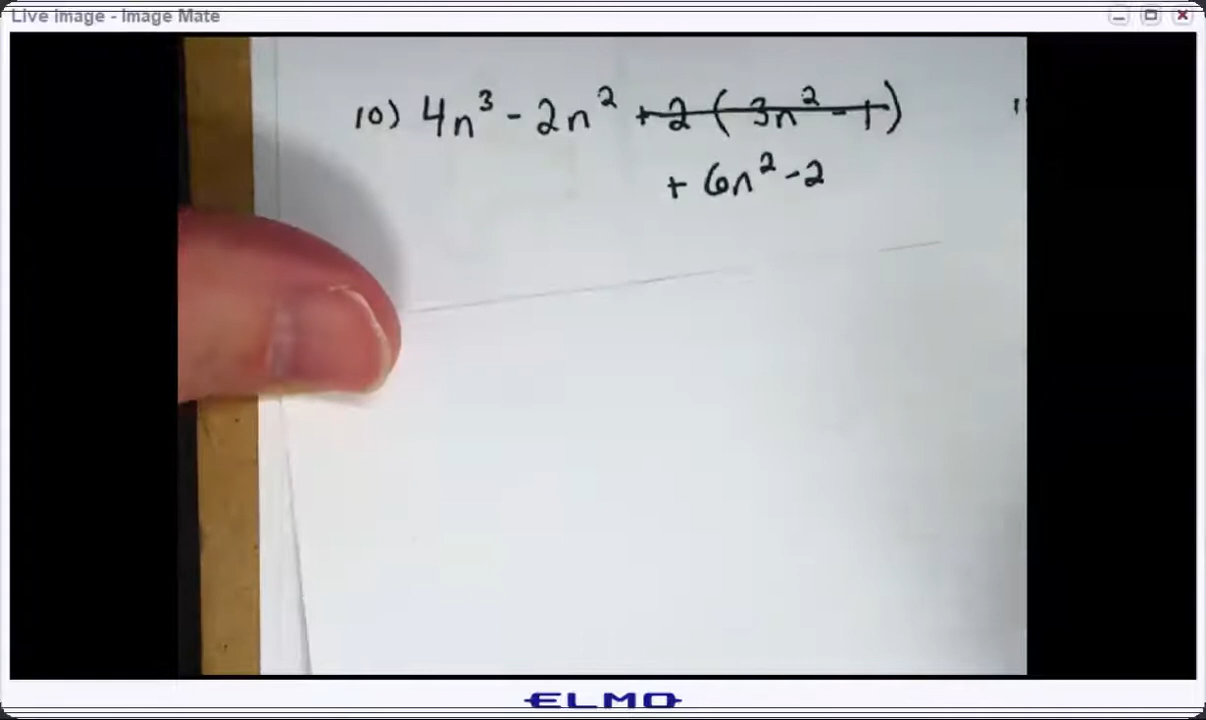 Live image - Image Mate
10) 4n³ - 2n² + 2 ( 3n² - 1)
+ 6n² - 2
ELMO